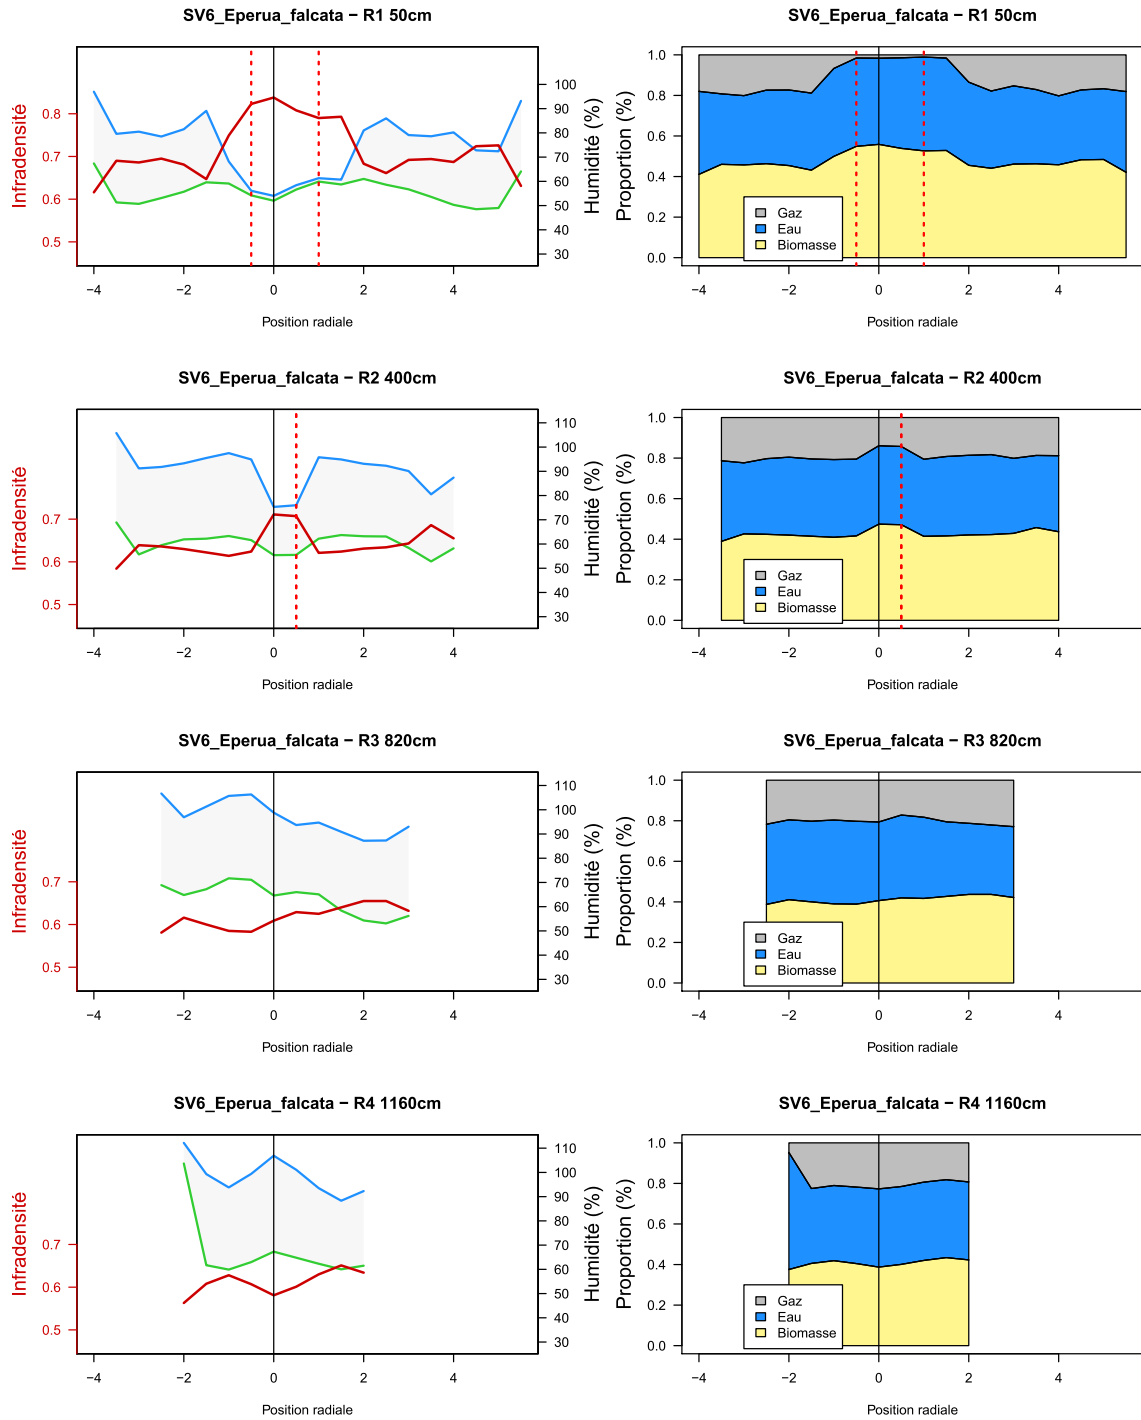 SV6_Eperua_falcata − R1 50cm
Infradensité
0.8
0.7
0.6
0.5
100
90
80
70
60
50
40
30
Humidité (%)
−4 −2 0 2 4
Position radiale
SV6_Eperua_falcata − R1 50cm
Proportion (%)
1.0
0.8
0.6
0.4
0.2
0.0
Gaz
Eau
Biomasse
−4 −2 0 2 4
Position radiale
SV6_Eperua_falcata − R2 400cm
Infradensité
0.7
0.6
0.5
110
100
90
80
70
60
50
40
30
Humidité (%)
−4 −2 0 2 4
Position radiale
SV6_Eperua_falcata − R2 400cm
Proportion (%)
1.0
0.8
0.6
0.4
0.2
0.0
Gaz
Eau
Biomasse
−4 −2 0 2 4
Position radiale
SV6_Eperua_falcata − R3 820cm
Infradensité
0.7
0.6
0.5
110
100
90
80
70
60
50
40
30
Humidité (%)
−4 −2 0 2 4
Position radiale
SV6_Eperua_falcata − R3 820cm
Proportion (%)
1.0
0.8
0.6
0.4
0.2
0.0
Gaz
Eau
Biomasse
−4 −2 0 2 4
Position radiale
SV6_Eperua_falcata − R4 1160cm
Infradensité
0.7
0.6
0.5
110
100
90
80
70
60
50
40
30
Humidité (%)
−4 −2 0 2 4
Position radiale
SV6_Eperua_falcata − R4 1160cm
Proportion (%)
1.0
0.8
0.6
0.4
0.2
0.0
Gaz
Eau
Biomasse
−4 −2 0 2 4
Position radiale